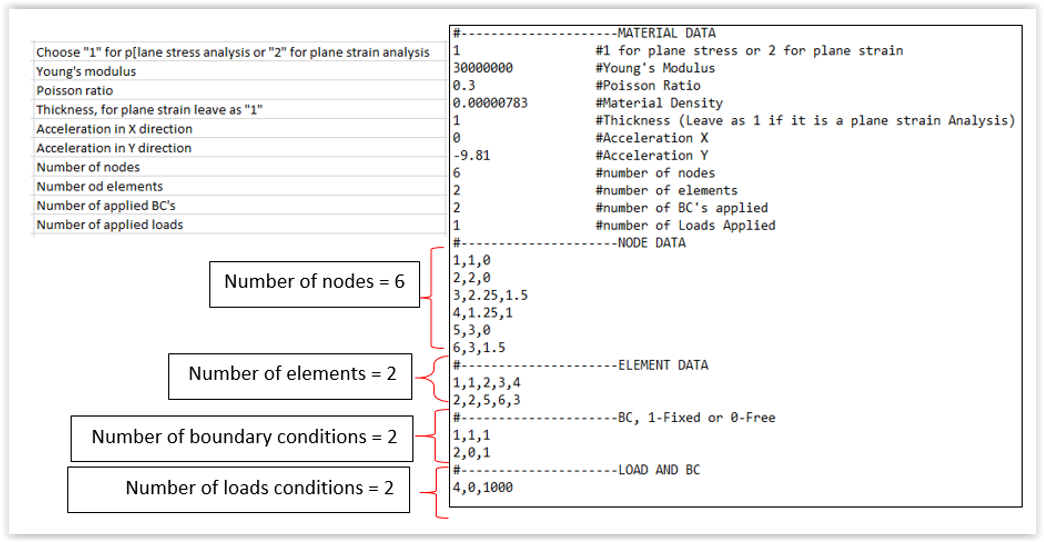 Choose "1" for p[lane stress analysis or "2" for plane strain analysis
Young's modulus
Poisson ratio
Thickness, for plane strain leave as "1"
Acceleration in X direction
Acceleration in Y direction
Number of nodes
Number od elements
Number of applied BC's
Number of applied loads
Number of nodes = 6
Number of elements = 2
Number of boundary conditions = 2
Number of loads conditions = 2
#---------------------MATERIAL DATA
1 #1 for plane stress or 2 for plane strain
30000000 #Young's Modulus
0.3 #Poisson Ratio
0.00000783 #Material Density
1 #Thickness (Leave as 1 if it is a plane strain Analysis)
0 #Acceleration X
-9.81 #Acceleration Y
6 #number of nodes
2 #number of elements
2 #number of BC's applied
1 #number of Loads Applied
#---------------------NODE DATA
1,1,0
2,2,0
3,2.25,1.5
4,1.25,1
5,3,0
6,3,1.5
#---------------------ELEMENT DATA
1,1,2,3,4
2,2,5,6,3
#---------------------BC, 1-Fixed or 0-Free
1,1,1
2,0,1
#---------------------LOAD AND BC
4,0,1000